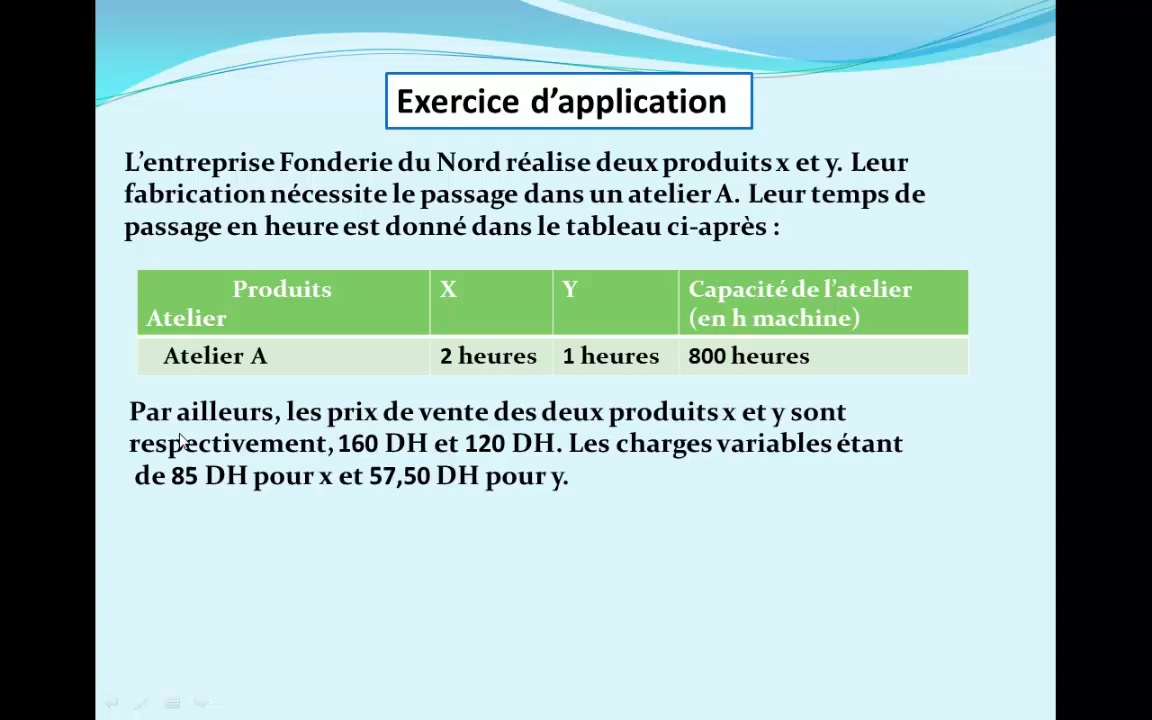 Exercice d’application
L’entreprise Fonderie du Nord réalise deux produits x et y. Leur
fabrication nécessite le passage dans un atelier A. Leur temps de
passage en heure est donné dans le tableau ci-après :
Produits X Y Capacité de l’atelier
Atelier (en h machine)
Atelier A 2 heures 1 heures 800 heures
Par ailleurs, les prix de vente des deux produits x et y sont
respectivement, 160 DH et 120 DH. Les charges variables étant
de 85 DH pour x et 57,50 DH pour y.